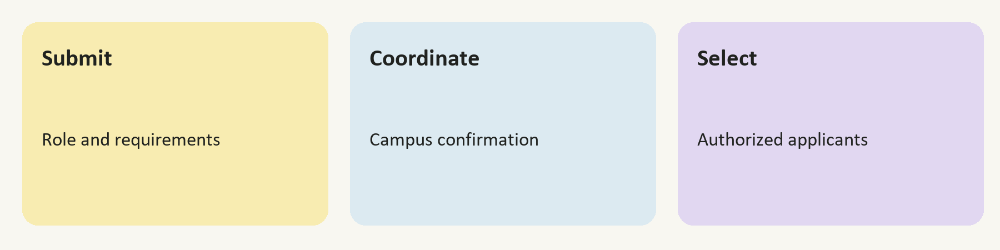 Submit
Role and requirements
Coordinate
Campus confirmation
Select
Authorized applicants